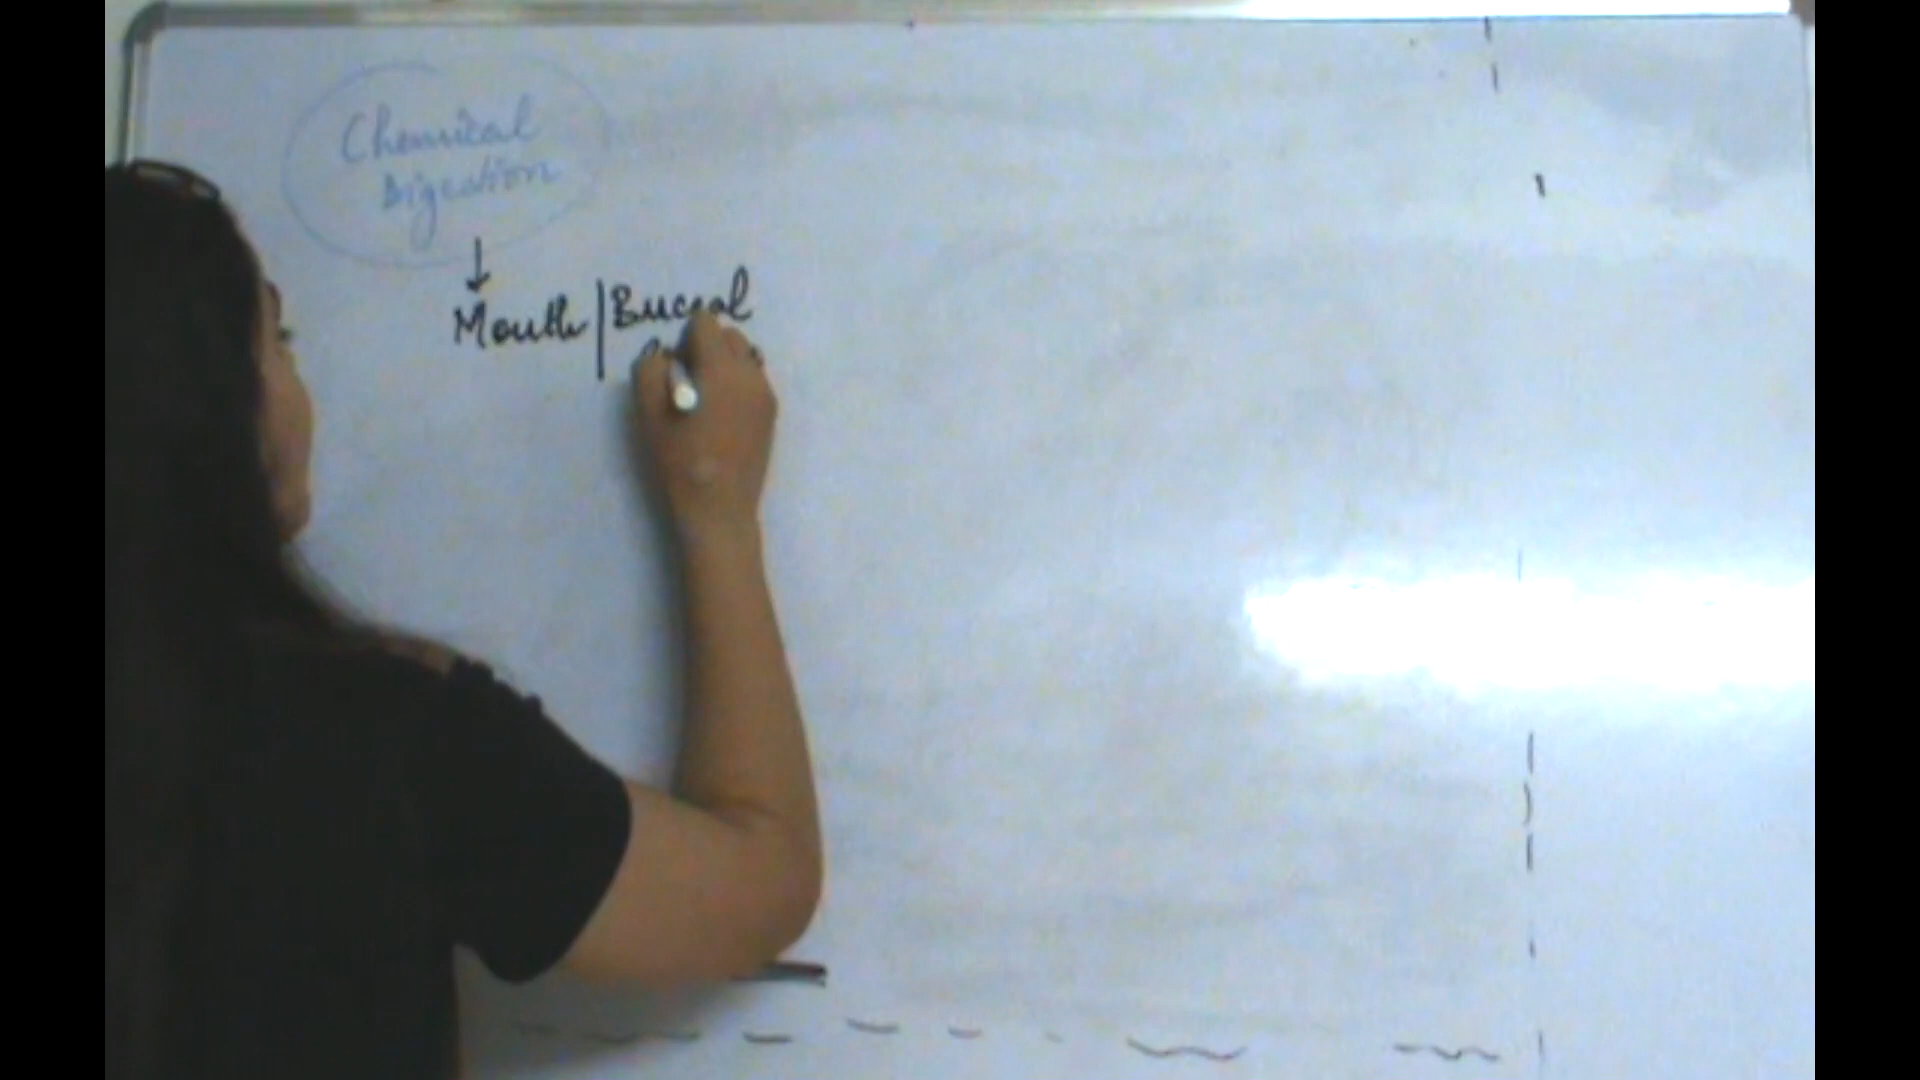 Chemical
Digestion
↓
Mouth | Buccal